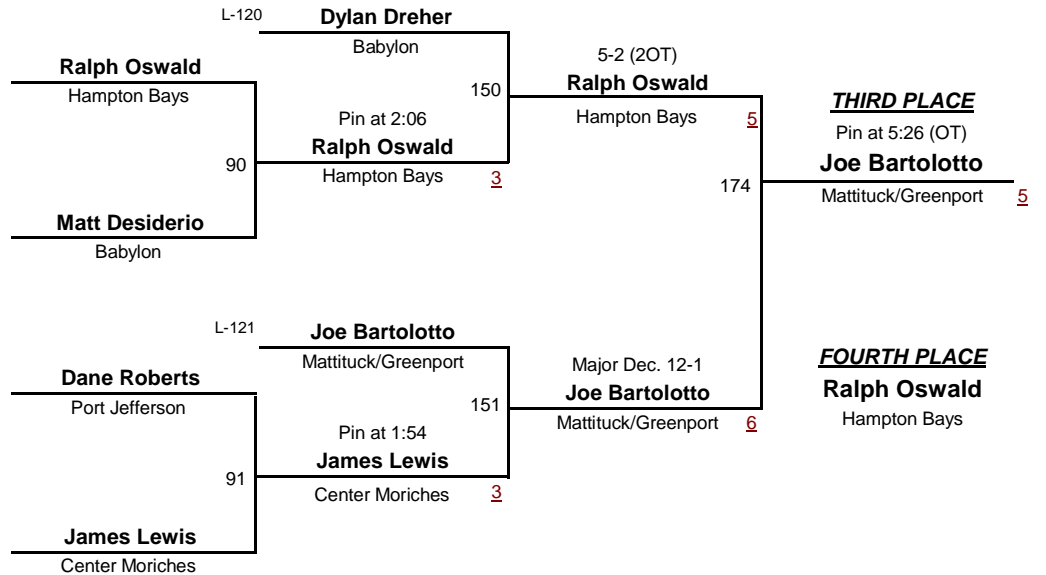 L-120
Dylan Dreher
Babylon
Ralph Oswald
Hampton Bays
90
Pin at 2:06
Ralph Oswald
Hampton Bays
3
Matt Desiderio
Babylon
150
5-2 (2OT)
Ralph Oswald
Hampton Bays
5
L-121
Joe Bartolotto
Mattituck/Greenport
Dane Roberts
Port Jefferson
91
Pin at 1:54
James Lewis
Center Moriches
3
James Lewis
Center Moriches
151
Major Dec. 12-1
Joe Bartolotto
Mattituck/Greenport
6
174
THIRD PLACE
Pin at 5:26 (OT)
Joe Bartolotto
Mattituck/Greenport
5
FOURTH PLACE
Ralph Oswald
Hampton Bays